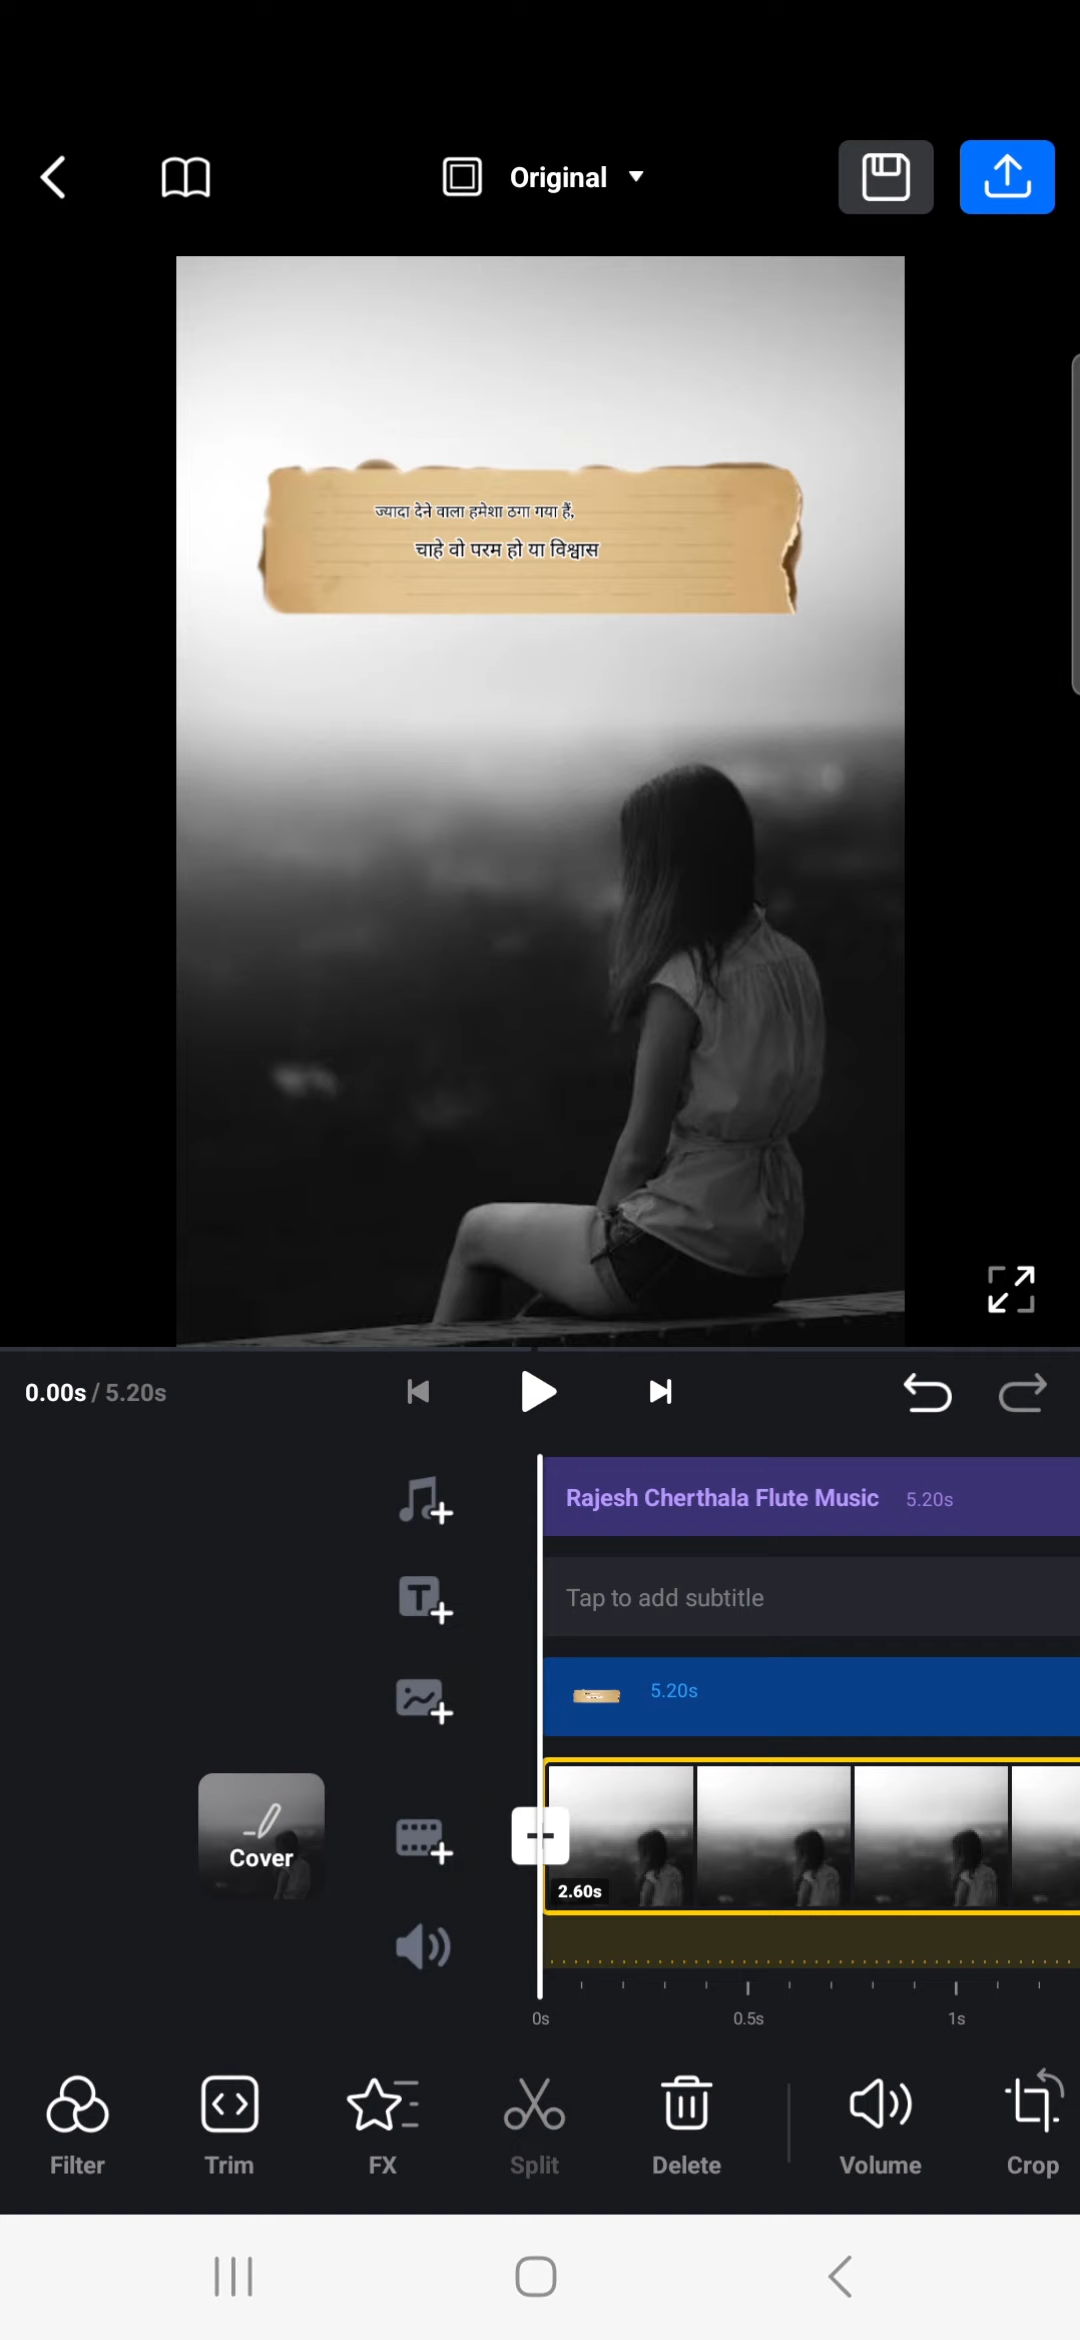 Original
ज्यादा देने वाला हमेशा ठगा गया हैं,
चाहे वो परम हो या विश्वास
0.00s / 5.20s
Rajesh Cherthala Flute Music 5.20s
Tap to add subtitle
5.20s
Cover
2.60s
0s 0.5s 1s
Filter Trim FX Split Delete Volume Crop